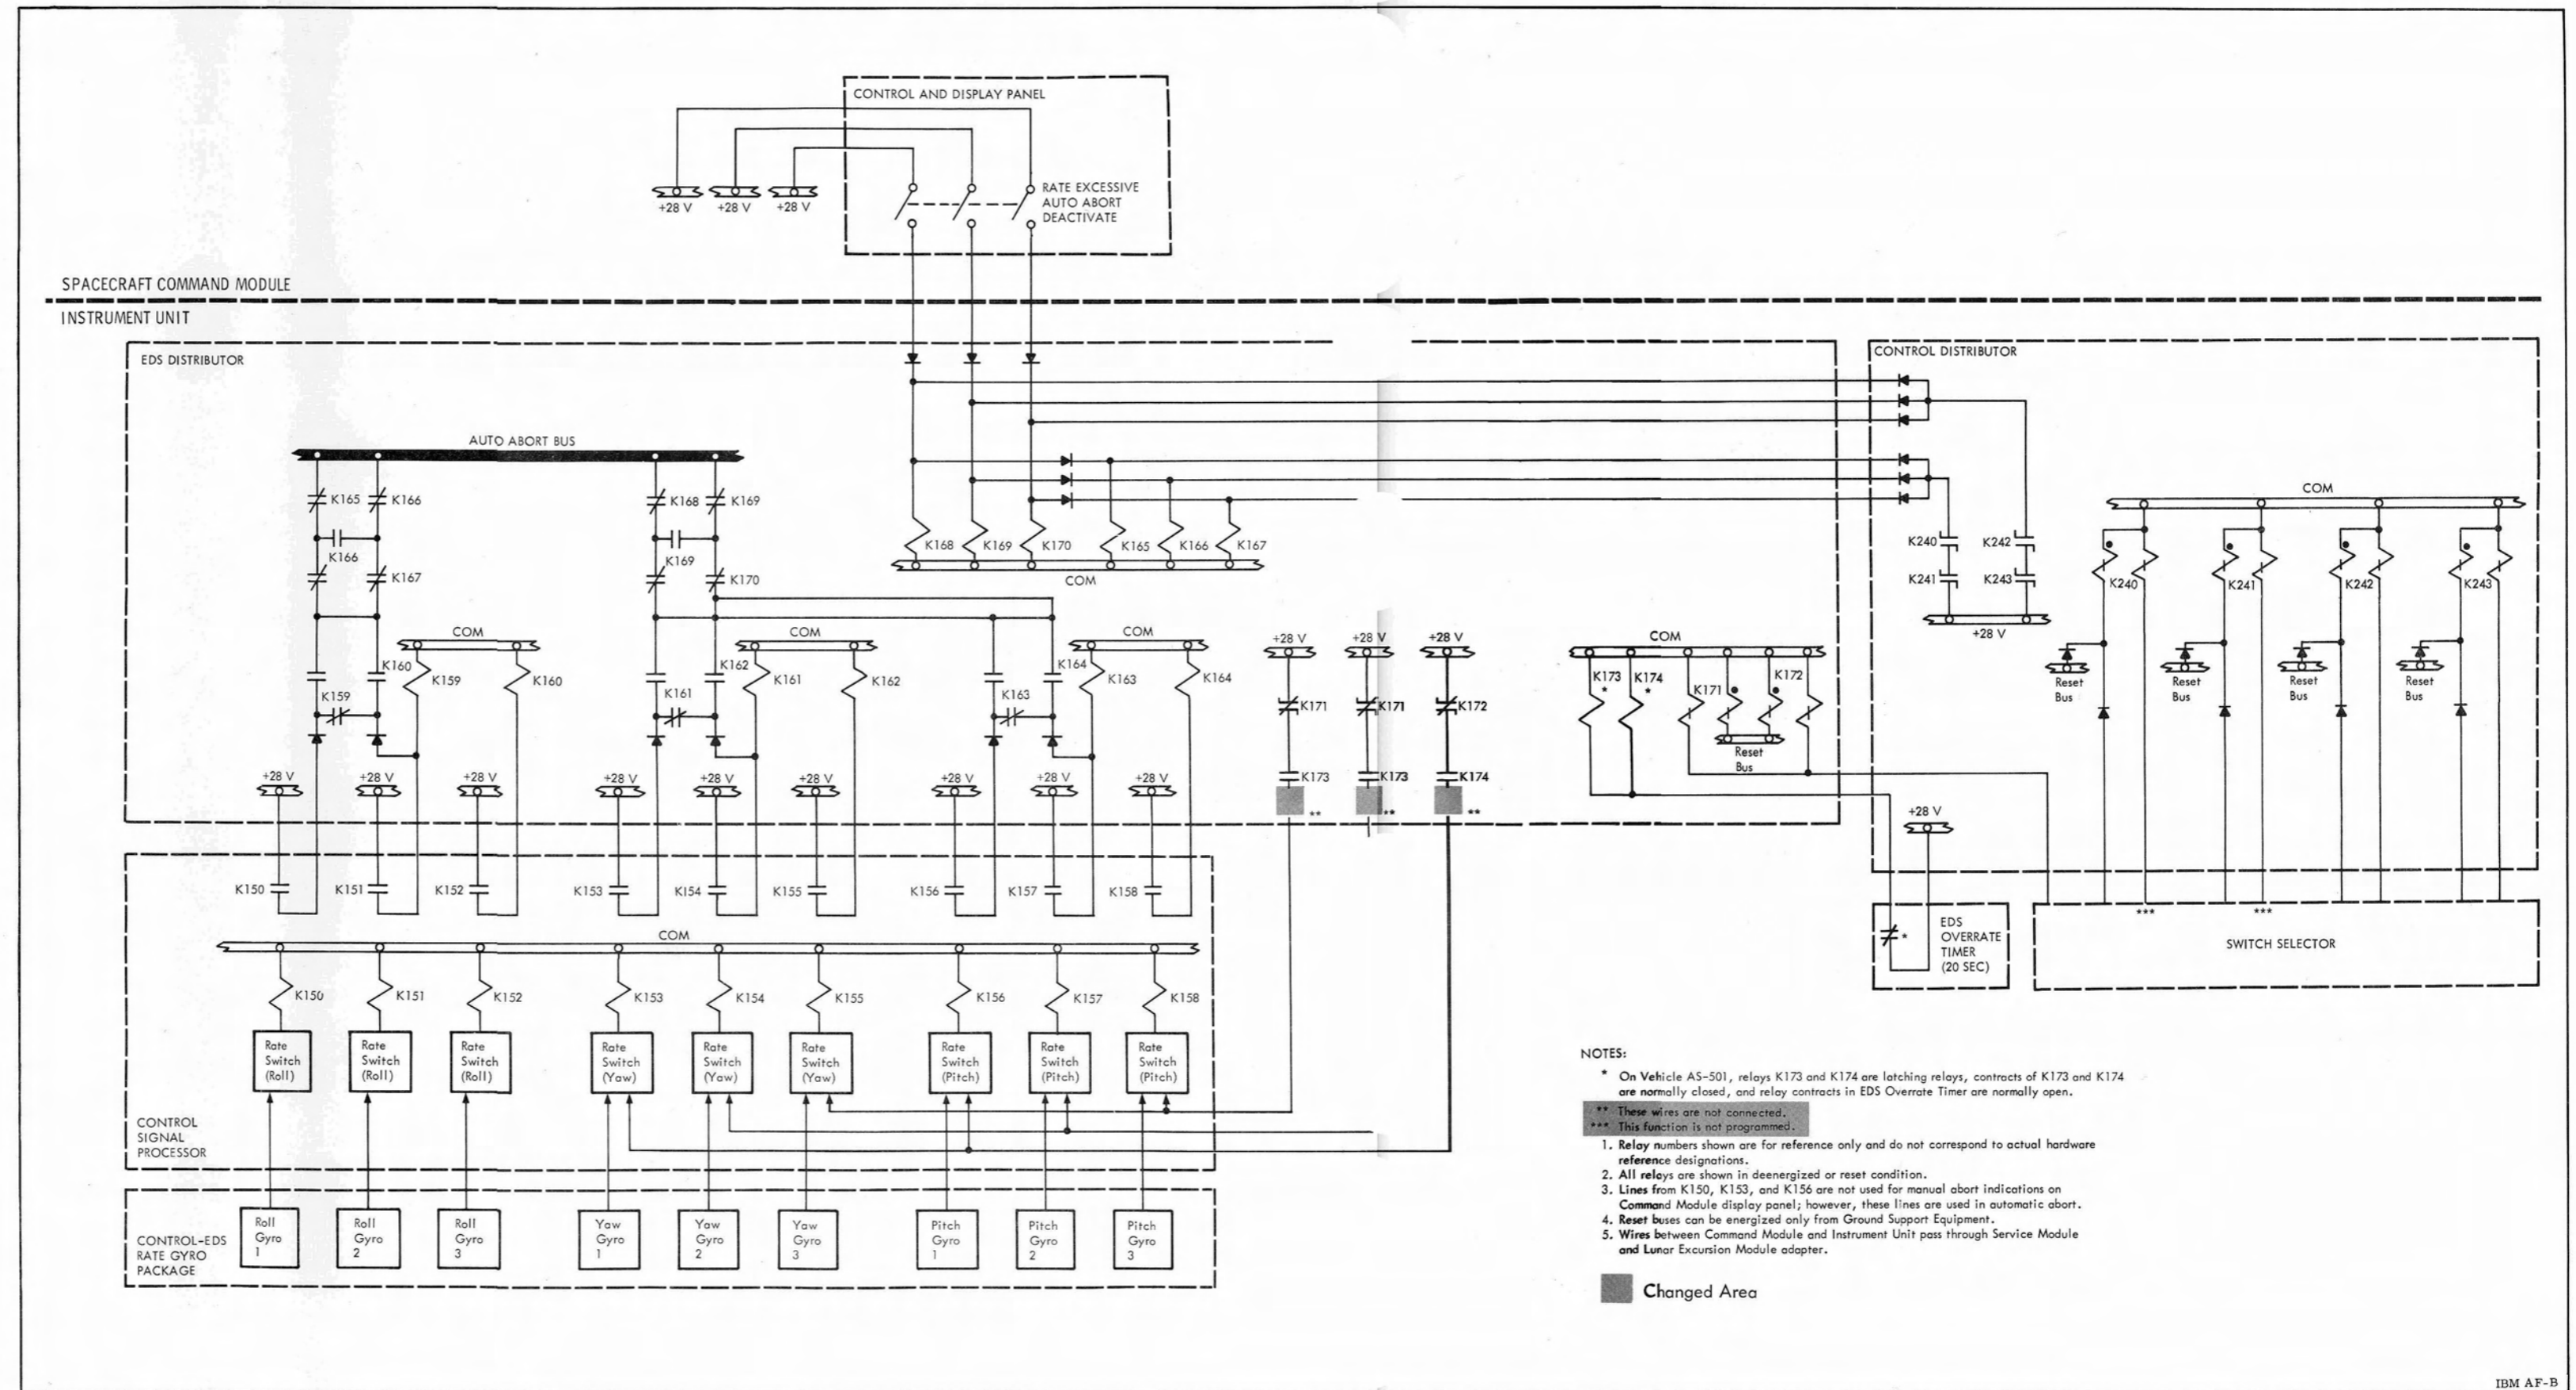 CONTROL AND DISPLAY PANEL
+28 V
+28 V
+28 V
RATE EXCESSIVE
AUTO ABORT
DEACTIVATE
SPACECRAFT COMMAND MODULE
INSTRUMENT UNIT
EDS DISTRIBUTOR
CONTROL DISTRIBUTOR
AUTO ABORT BUS
K165
K166
K168
K169
K166
K167
K169
K170
K168
K169
K170
K165
K166
K167
COM
COM
K240
K242
K241
K243
+28 V
K240
K241
K242
K243
Reset
Bus
Reset
Bus
Reset
Bus
Reset
Bus
COM
K160
K159
K160
K159
COM
K162
K161
K162
K161
COM
K164
K163
K164
K163
+28 V
+28 V
+28 V
K171
K171
K172
K173
K173
K174
**
**
**
COM
K173
*
K174
*
K171
K172
Reset
Bus
+28 V
+28 V
+28 V
+28 V
+28 V
+28 V
+28 V
+28 V
+28 V
+28 V
K150
K151
K152
K153
K154
K155
K156
K157
K158
*
EDS
OVERRATE
TIMER
(20 SEC)
***
***
SWITCH SELECTOR
COM
K150
K151
K152
K153
K154
K155
K156
K157
K158
Rate
Switch
(Roll)
Rate
Switch
(Roll)
Rate
Switch
(Roll)
Rate
Switch
(Yaw)
Rate
Switch
(Yaw)
Rate
Switch
(Yaw)
Rate
Switch
(Pitch)
Rate
Switch
(Pitch)
Rate
Switch
(Pitch)
CONTROL
SIGNAL
PROCESSOR
CONTROL-EDS
RATE GYRO
PACKAGE
Roll
Gyro
1
Roll
Gyro
2
Roll
Gyro
3
Yaw
Gyro
1
Yaw
Gyro
2
Yaw
Gyro
3
Pitch
Gyro
1
Pitch
Gyro
2
Pitch
Gyro
3
NOTES:
* On Vehicle AS-501, relays K173 and K174 are latching relays, contracts of K173 and K174
are normally closed, and relay contracts in EDS Overrate Timer are normally open.
** These wires are not connected.
*** This function is not programmed.
1. Relay numbers shown are for reference only and do not correspond to actual hardware
reference designations.
2. All relays are shown in deenergized or reset condition.
3. Lines from K150, K153, and K156 are not used for manual abort indications on
Command Module display panel; however, these lines are used in automatic abort.
4. Reset buses can be energized only from Ground Support Equipment.
5. Wires between Command Module and Instrument Unit pass through Service Module
and Lunar Excursion Module adapter.
Changed Area
IBM AF-B